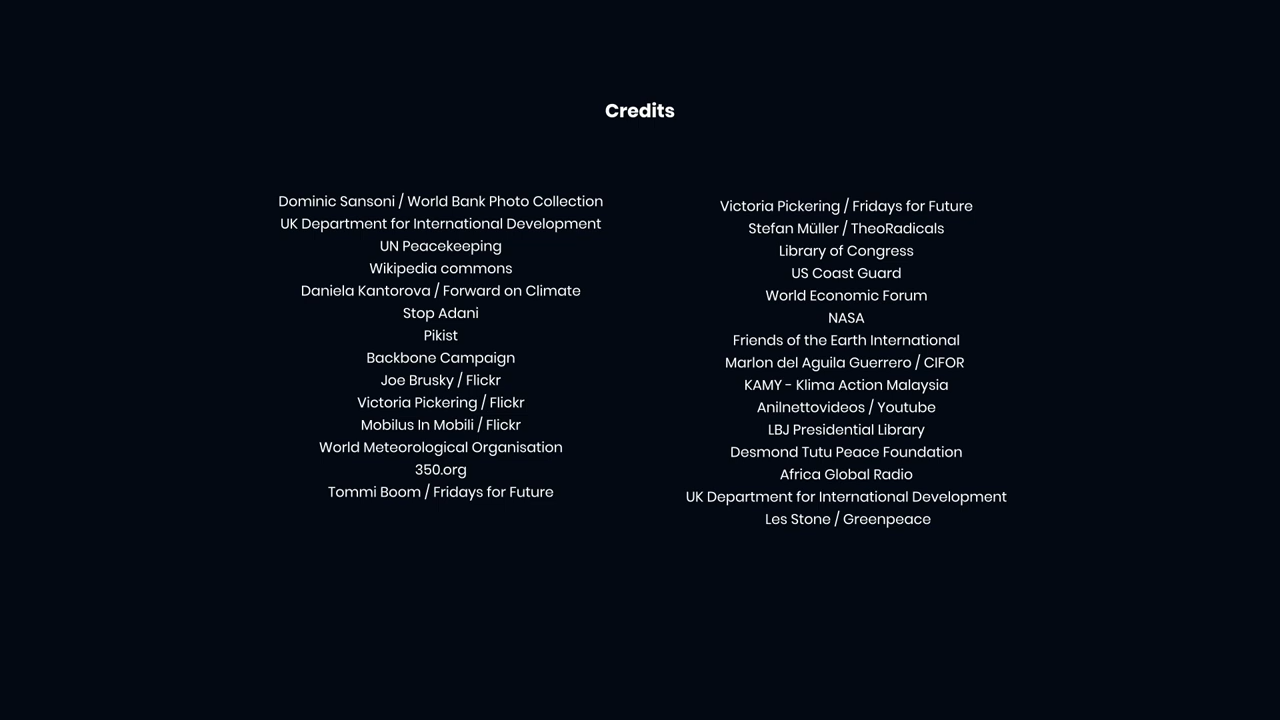 Credits
Dominic Sansoni / World Bank Photo Collection
UK Department for International Development
UN Peacekeeping
Wikipedia commons
Daniela Kantorova / Forward on Climate
Stop Adani
Pikist
Backbone Campaign
Joe Brusky / Flickr
Victoria Pickering / Flickr
Mobilus In Mobili / Flickr
World Meteorological Organisation
350.org
Tommi Boom / Fridays for Future
Victoria Pickering / Fridays for Future
Stefan Müller / TheoRadicals
Library of Congress
US Coast Guard
World Economic Forum
NASA
Friends of the Earth International
Marlon del Aguila Guerrero / CIFOR
KAMY - Klima Action Malaysia
Anilnettovideos / Youtube
LBJ Presidential Library
Desmond Tutu Peace Foundation
Africa Global Radio
UK Department for International Development
Les Stone / Greenpeace